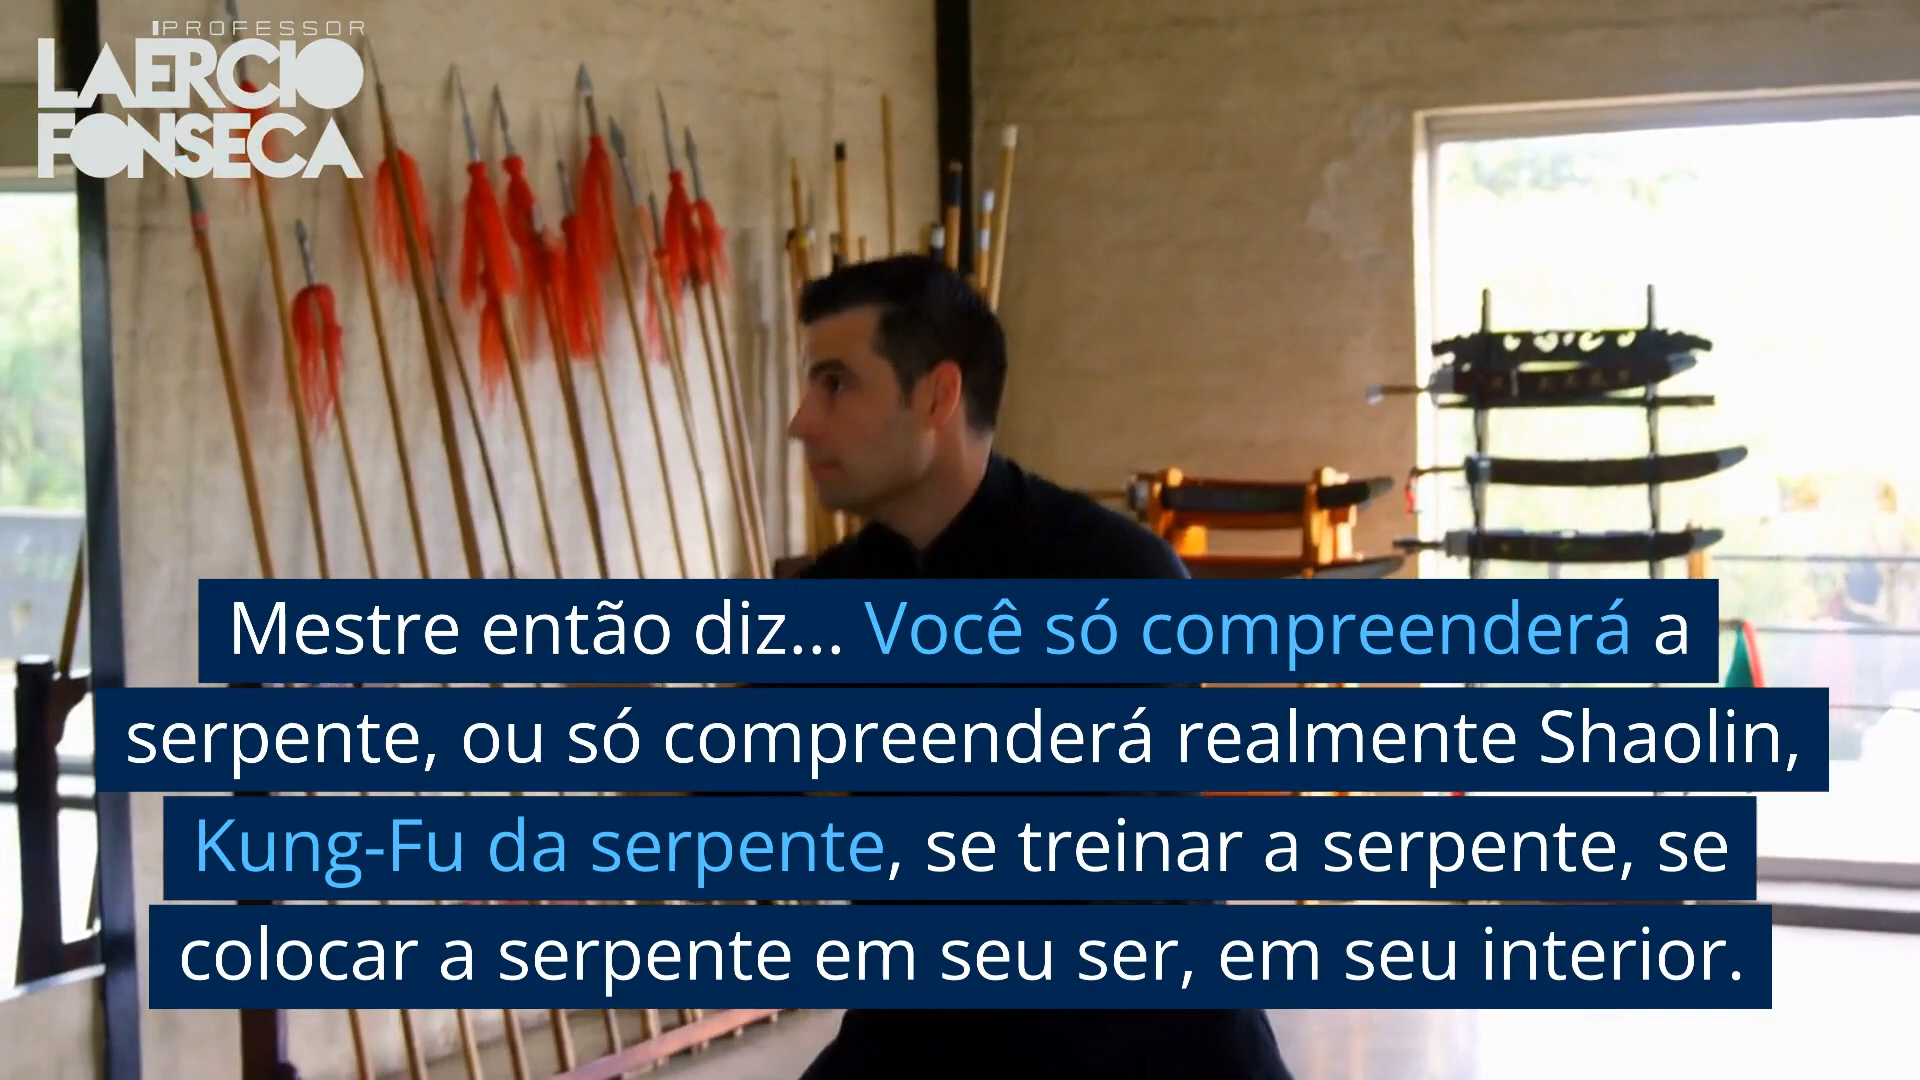 PROFESSOR
LAÉRCIO
FONSECA
Mestre então diz... Você só compreenderá a
serpente, ou só compreenderá realmente Shaolin,
Kung-Fu da serpente, se treinar a serpente, se
colocar a serpente em seu ser, em seu interior.